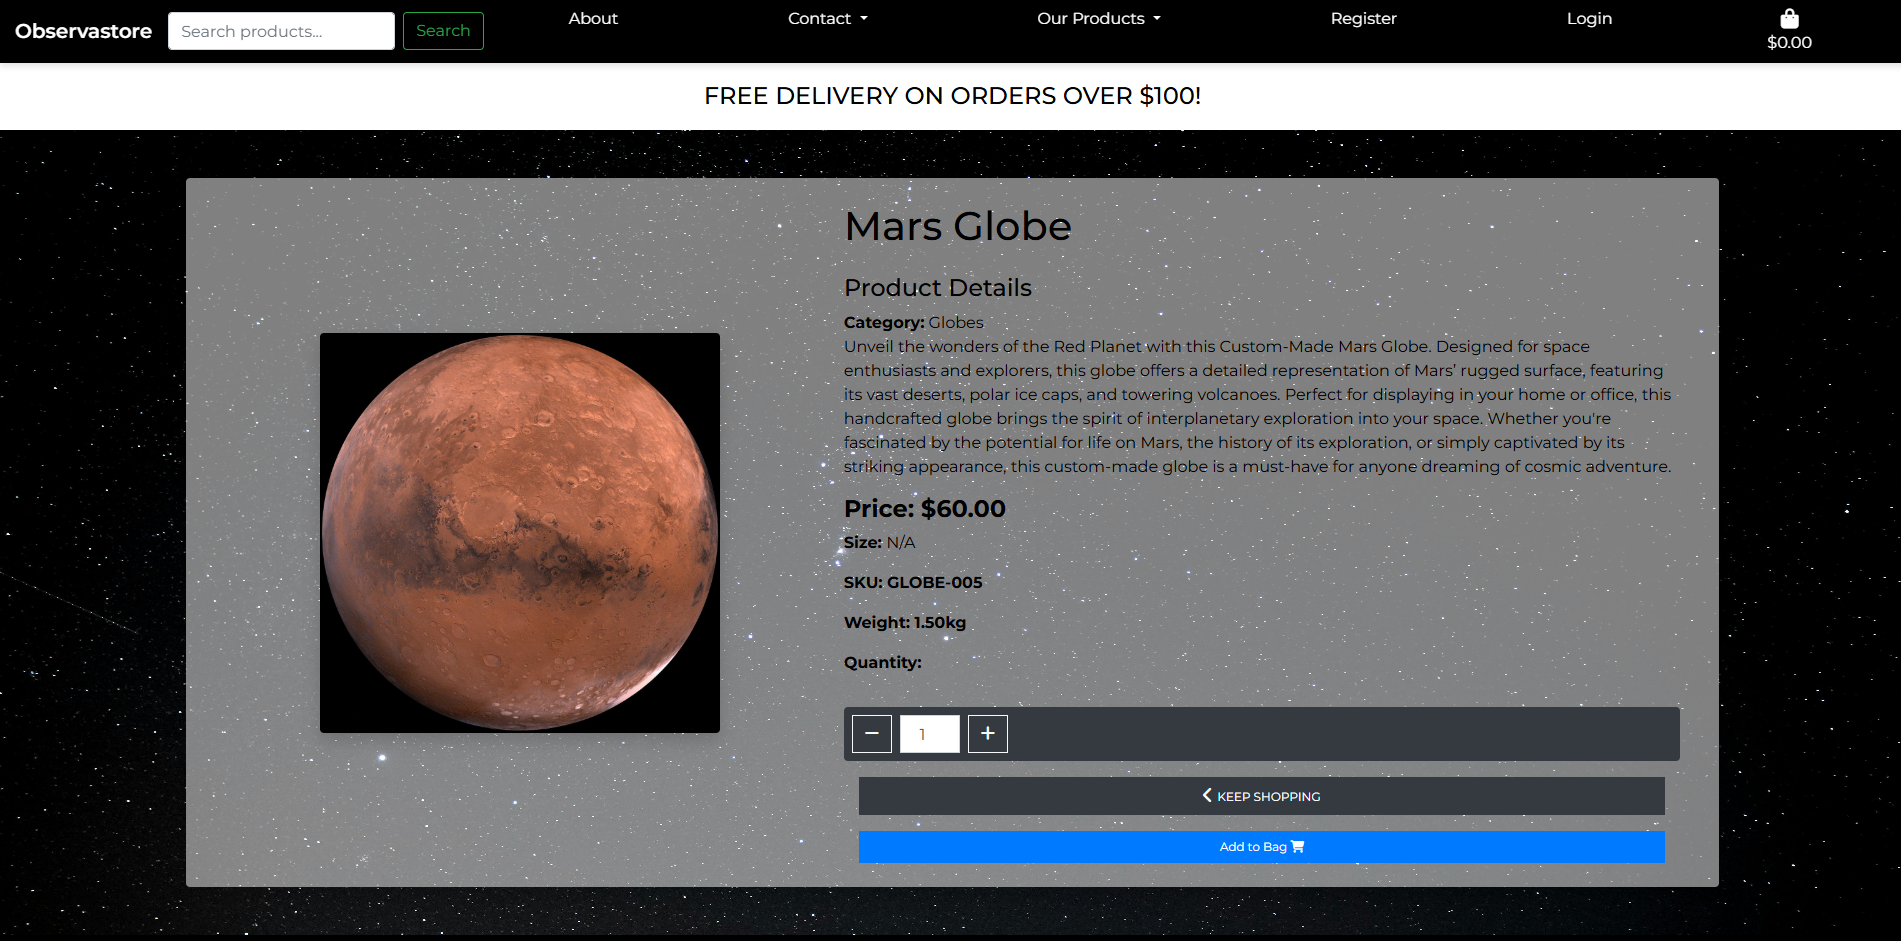 Observastore
Search products...
Search
About
Contact
Our Products
Register
Login
$0.00
FREE DELIVERY ON ORDERS OVER $100!
Mars Globe
Product Details
Category: Globes
Unveil the wonders of the Red Planet with this Custom-Made Mars Globe. Designed for space
enthusiasts and explorers, this globe offers a detailed representation of Mars’ rugged surface, featuring
its vast deserts, polar ice caps, and towering volcanoes. Perfect for displaying in your home or office, this
handcrafted globe brings the spirit of interplanetary exploration into your space. Whether you're
fascinated by the potential for life on Mars, the history of its exploration, or simply captivated by its
striking appearance, this custom-made globe is a must-have for anyone dreaming of cosmic adventure.
Price: $60.00
Size: N/A
SKU: GLOBE-005
Weight: 1.50kg
Quantity:
1
KEEP SHOPPING
Add to Bag